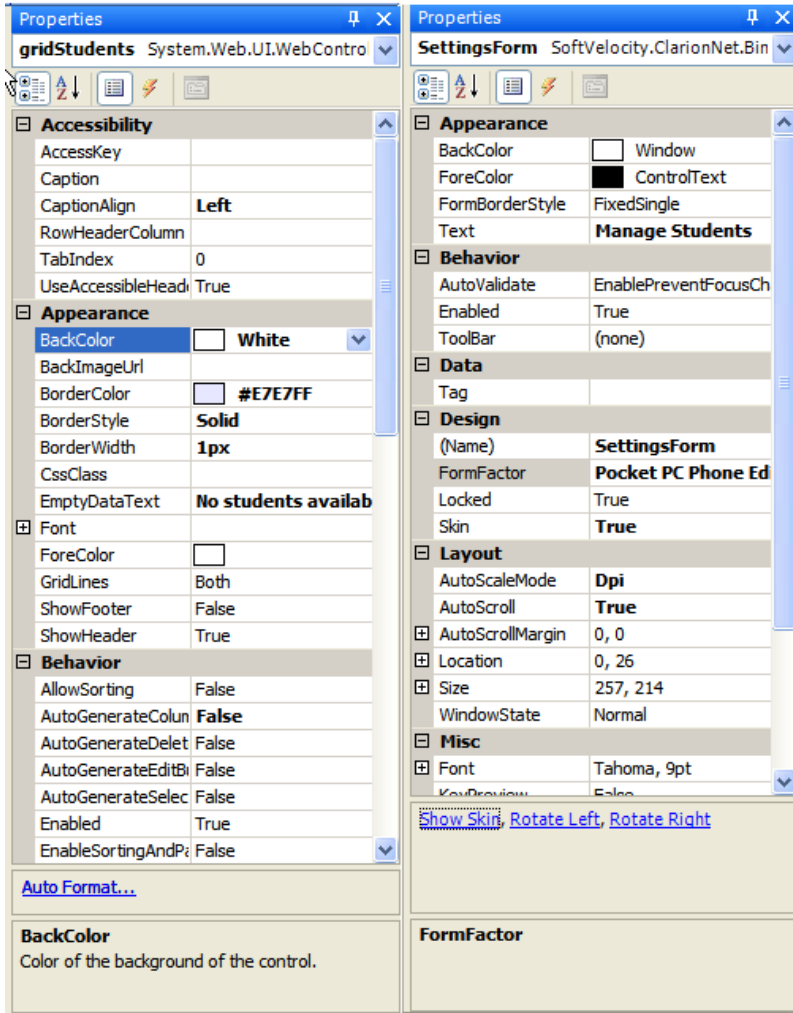 Properties
gridStudents System.Web.UI.WebContro
Accessibility
AccessKey
Caption
CaptionAlign Left
RowHeaderColumn
TabIndex 0
UseAccessibleHead True
Appearance
BackColor White
BackImageUrl
BorderColor #E7E7FF
BorderStyle Solid
BorderWidth 1px
CssClass
EmptyDataText No students availab
Font
ForeColor
GridLines Both
ShowFooter False
ShowHeader True
Behavior
AllowSorting False
AutoGenerateColum False
AutoGenerateDelet False
AutoGenerateEditBu False
AutoGenerateSelec False
Enabled True
EnableSortingAndPa False
Auto Format...
BackColor
Color of the background of the control.
Properties
SettingsForm SoftVelocity.ClarionNet.Bin
Appearance
BackColor Window
ForeColor ControlText
FormBorderStyle FixedSingle
Text Manage Students
Behavior
AutoValidate EnablePreventFocusCh
Enabled True
ToolBar (none)
Data
Tag
Design
(Name) SettingsForm
FormFactor Pocket PC Phone Edi
Locked True
Skin True
Layout
AutoScaleMode Dpi
AutoScroll True
AutoScrollMargin 0, 0
Location 0, 26
Size 257, 214
WindowState Normal
Misc
Font Tahoma, 9pt
KeyPreview False
Show Skin, Rotate Left, Rotate Right
FormFactor